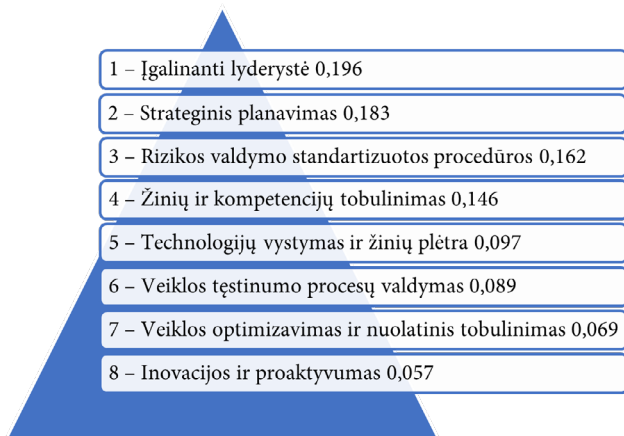 1 – Įgalinanti lyderystė 0,196
2 – Strateginis planavimas 0,183
3 – Rizikos valdymo standartizuotos procedūros 0,162
4 – Žinių ir kompetencijų tobulinimas 0,146
5 – Technologijų vystymas ir žinių plėtra 0,097
6 – Veiklos tęstinumo procesų valdymas 0,089
7 – Veiklos optimizavimas ir nuolatinis tobulinimas 0,069
8 – Inovacijos ir proaktyvumas 0,057